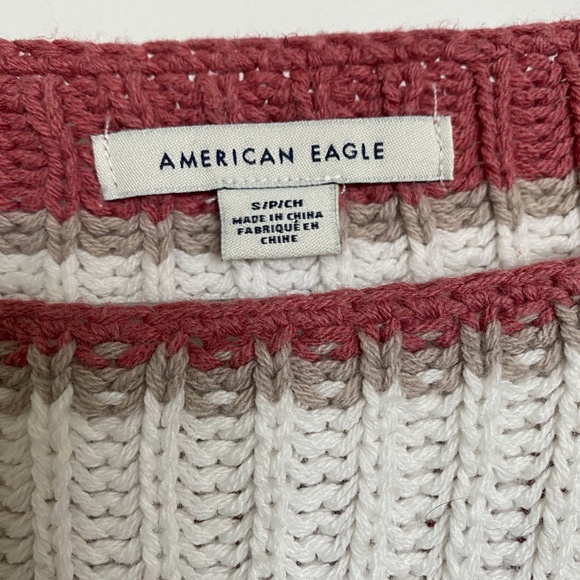 AMERICAN EAGLE
S/P/CH
MADE IN CHINA
FABRIQUÉ EN
CHINE